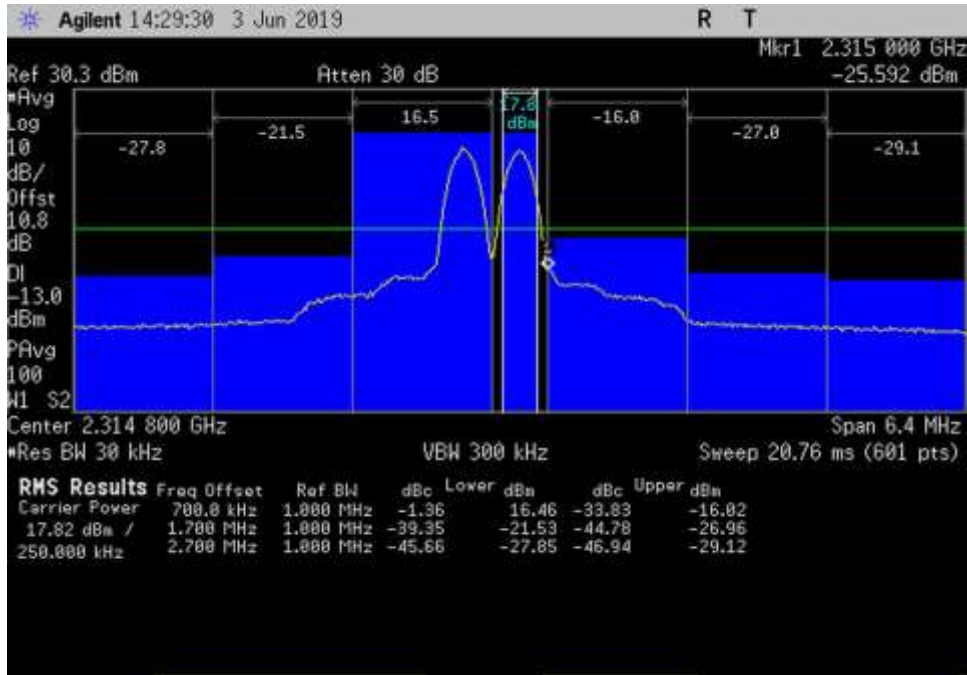 Agilent 14:29:30 3 Jun 2019 R T
Mkr1 2.315 000 GHz
Ref 30.3 dBm Atten 30 dB -25.592 dBm
#Avg
Log
10
dB/
Offst
10.8
dB
DI
-13.0
dBm
PAvg
100
W1 S2
-27.8 -21.5 16.5 17.8 dBm -16.0 -27.0 -29.1
1
Center 2.314 800 GHz Span 6.4 MHz
#Res BW 30 kHz VBW 300 kHz Sweep 20.76 ms (601 pts)
RMS Results Freq Offset Ref BW dBc Lower dBm dBc Upper dBm
Carrier Power 700.0 kHz 1.000 MHz -1.36 16.46 -33.83 -16.02
17.82 dBm / 1.700 MHz 1.000 MHz -39.35 -21.53 -44.78 -26.96
250.000 kHz 2.700 MHz 1.000 MHz -45.66 -27.85 -46.94 -29.12